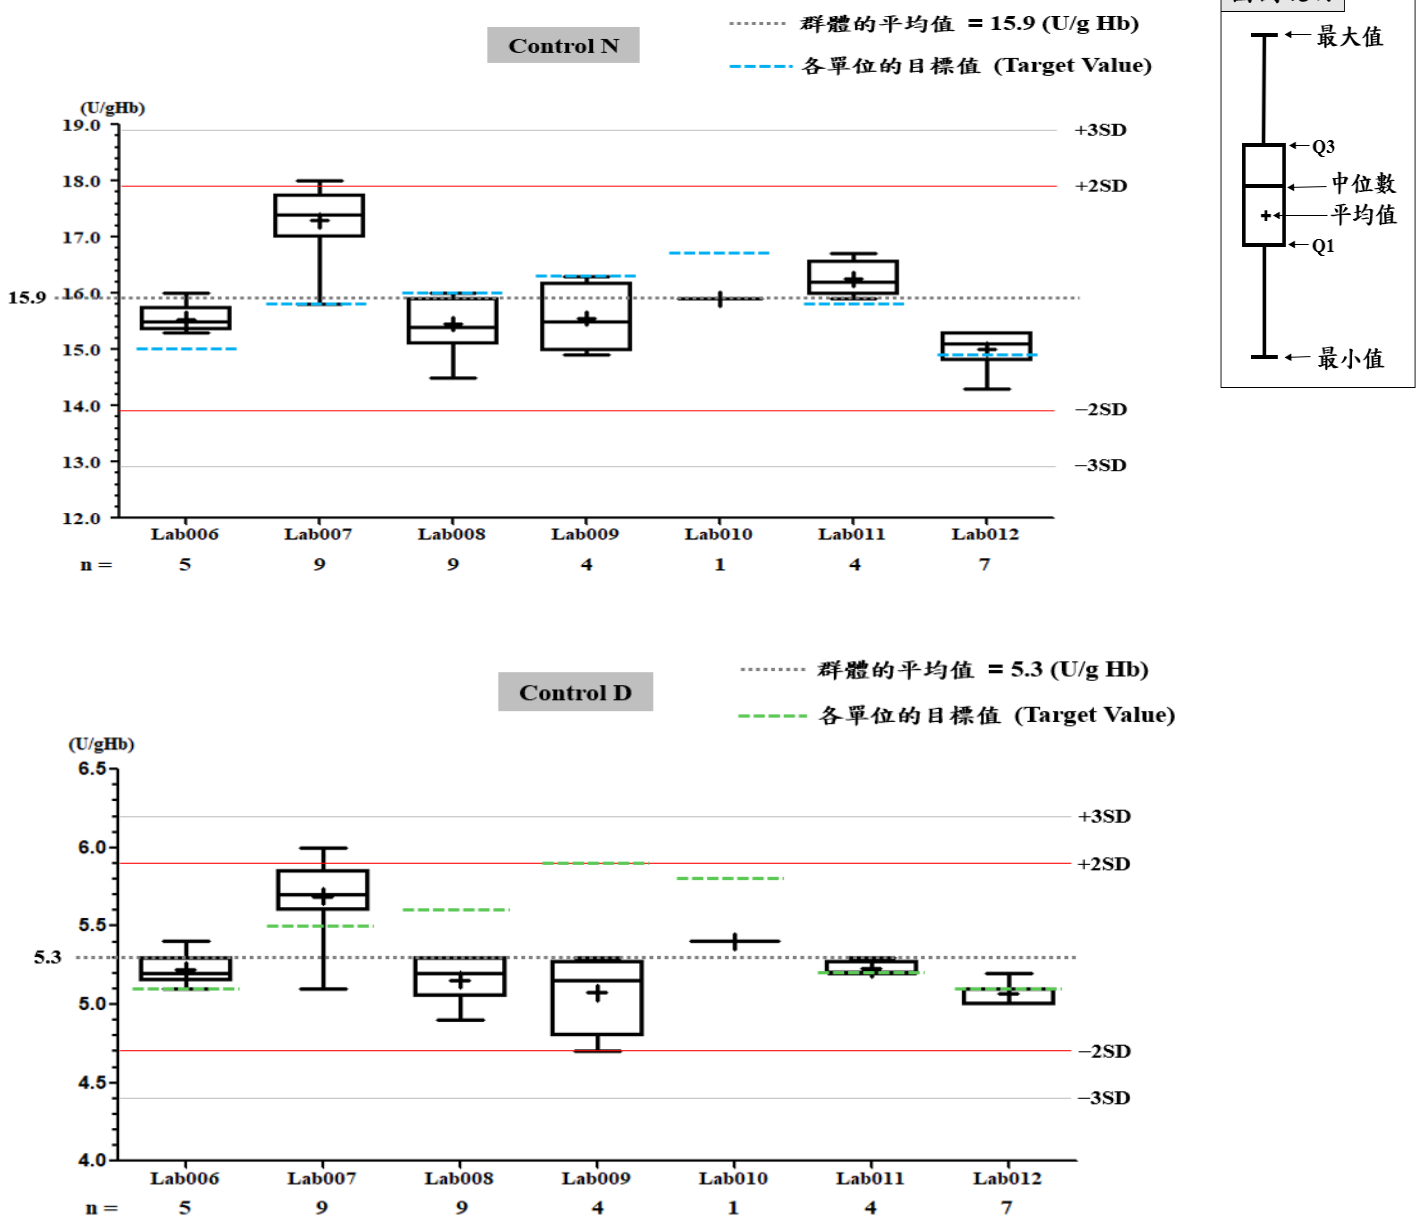 Control N
群體的平均值 = 15.9 (U/g Hb)
各單位的目標值 (Target Value)
(U/gHb)
19.0
18.0
17.0
16.0
15.9
15.0
14.0
13.0
12.0
+3SD
+2SD
−2SD
−3SD
Lab006 Lab007 Lab008 Lab009 Lab010 Lab011 Lab012
n = 5 9 9 4 1 4 7
最大值
Q3
中位數
平均值
Q1
最小值
Control D
群體的平均值 = 5.3 (U/g Hb)
各單位的目標值 (Target Value)
(U/gHb)
6.5
6.0
5.5
5.3
5.0
4.5
4.0
+3SD
+2SD
−2SD
−3SD
Lab006 Lab007 Lab008 Lab009 Lab010 Lab011 Lab012
n = 5 9 9 4 1 4 7